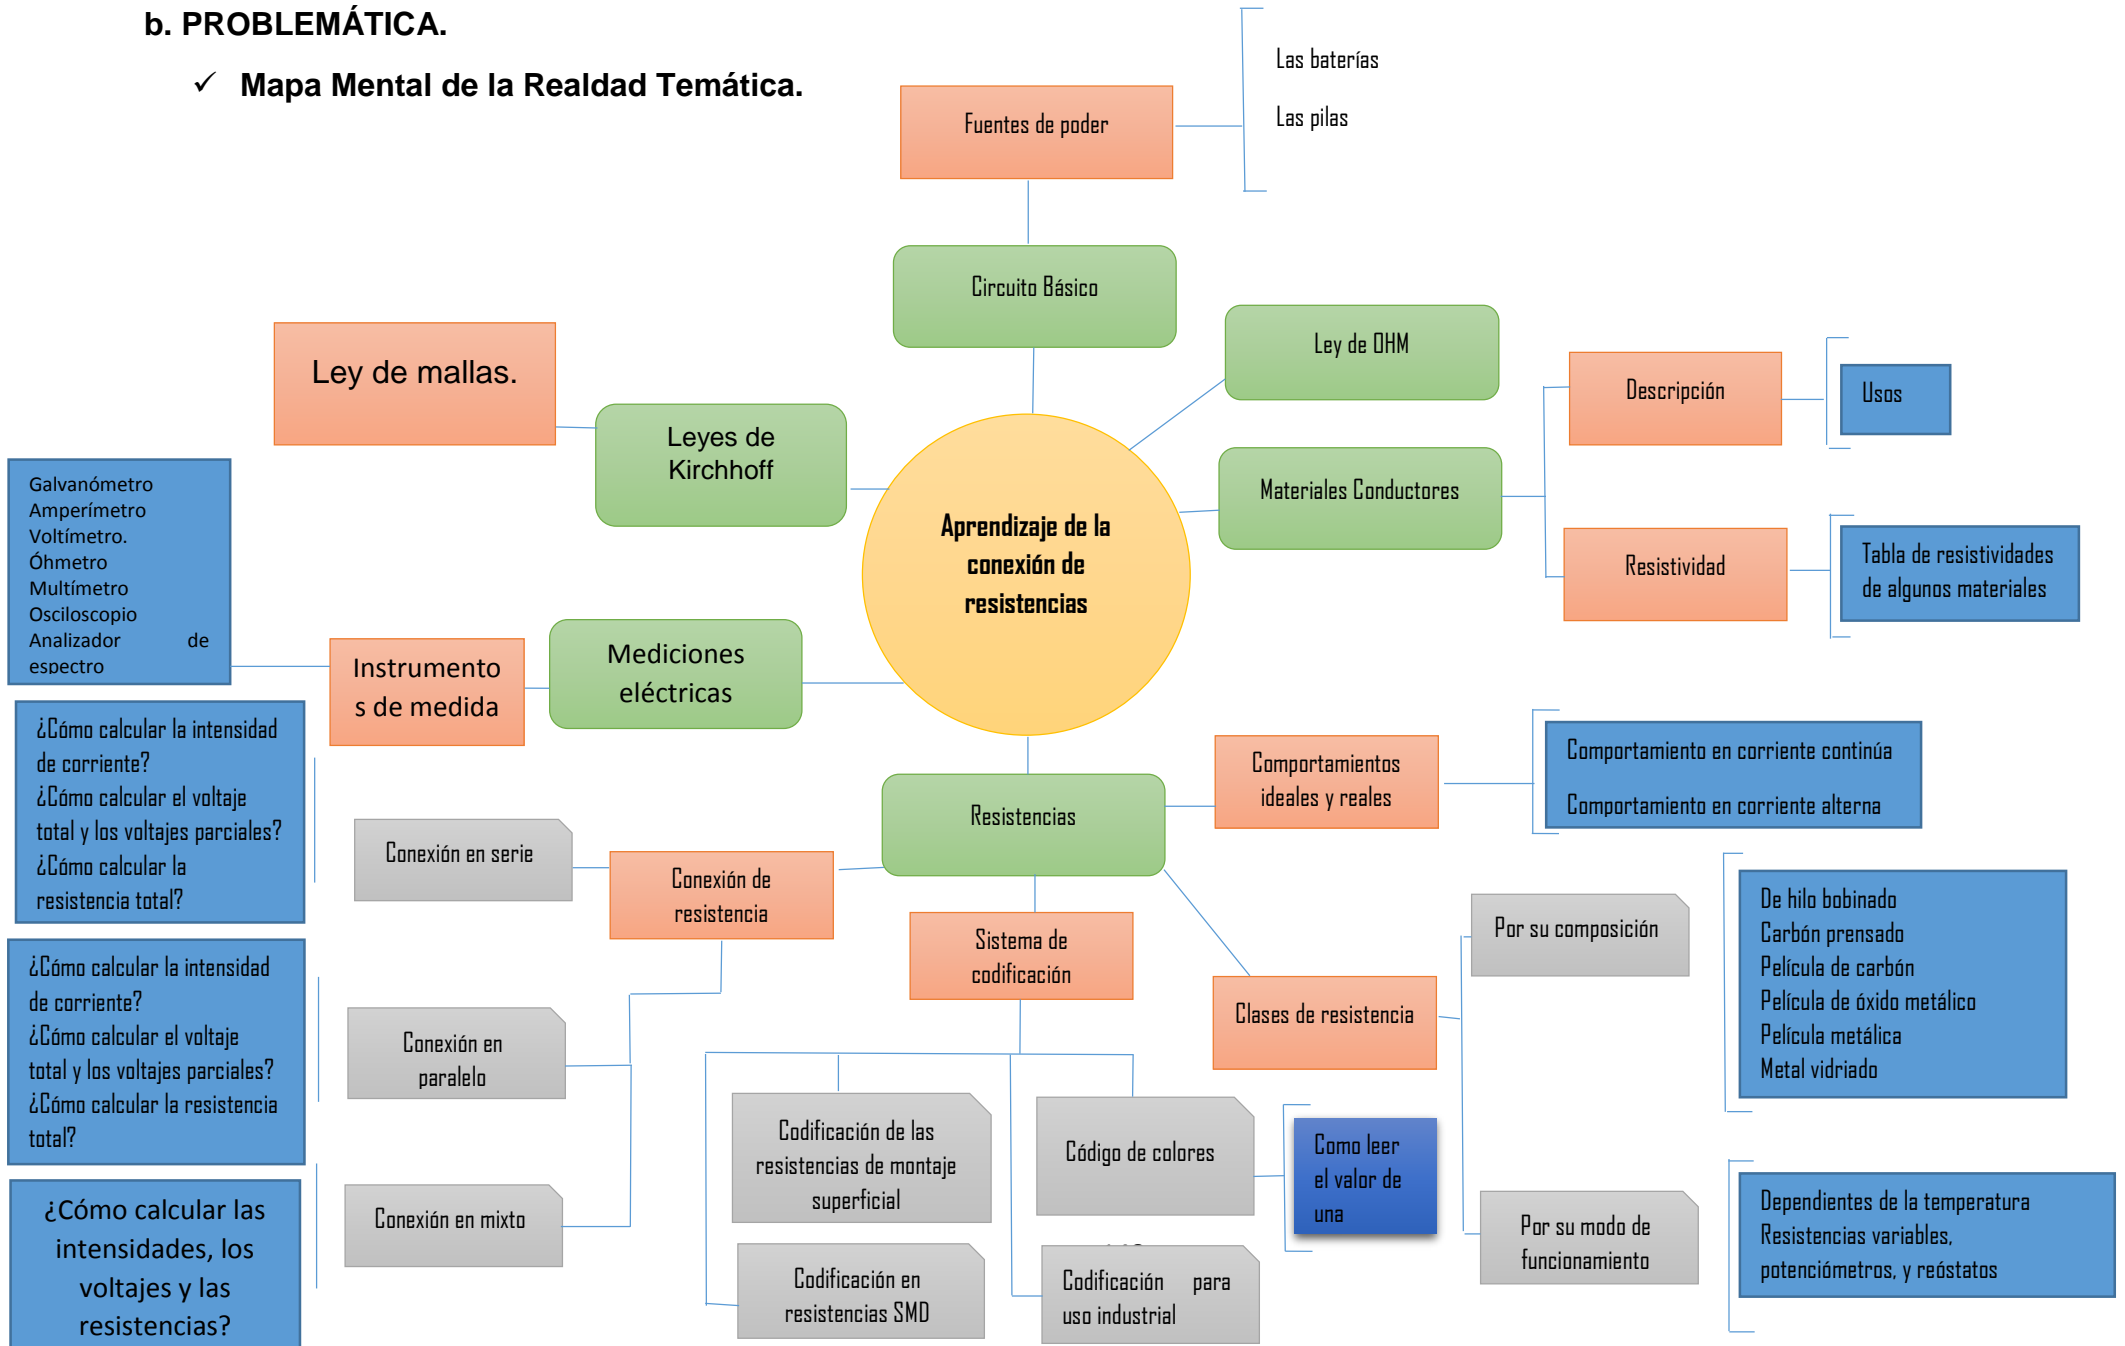 b. PROBLEMÁTICA.
✓ Mapa Mental de la Realdad Temática.
Las baterías
Las pilas
Fuentes de poder
Circuito Básico
Ley de OHM
Ley de mallas.
Leyes de
Kirchhoff
Descripción
Usos
Materiales Conductores
Resistividad
Tabla de resistividades
de algunos materiales
Aprendizaje de la
conexión de
resistencias
Galvanómetro
Amperímetro
Voltímetro.
Óhmetro
Multímetro
Osciloscopio
Analizador de
espectro
Instrumento
s de medida
Mediciones
eléctricas
¿Cómo calcular la intensidad
de corriente?
¿Cómo calcular el voltaje
total y los voltajes parciales?
¿Cómo calcular la
resistencia total?
Conexión en serie
Conexión de
resistencia
Resistencias
Comportamientos
ideales y reales
Comportamiento en corriente continúa
Comportamiento en corriente alterna
Sistema de
codificación
Clases de resistencia
Por su composición
De hilo bobinado
Carbón prensado
Película de carbón
Película de óxido metálico
Película metálica
Metal vidriado
¿Cómo calcular la intensidad
de corriente?
¿Cómo calcular el voltaje
total y los voltajes parciales?
¿Cómo calcular la resistencia
total?
Conexión en
paralelo
Codificación de las
resistencias de montaje
superficial
Código de colores
Como leer
el valor de
una
¿Cómo calcular las
intensidades, los
voltajes y las
resistencias?
Conexión en mixto
Codificación en
resistencias SMD
Codificación para
uso industrial
Por su modo de
funcionamiento
Dependientes de la temperatura
Resistencias variables,
potenciómetros, y reóstatos